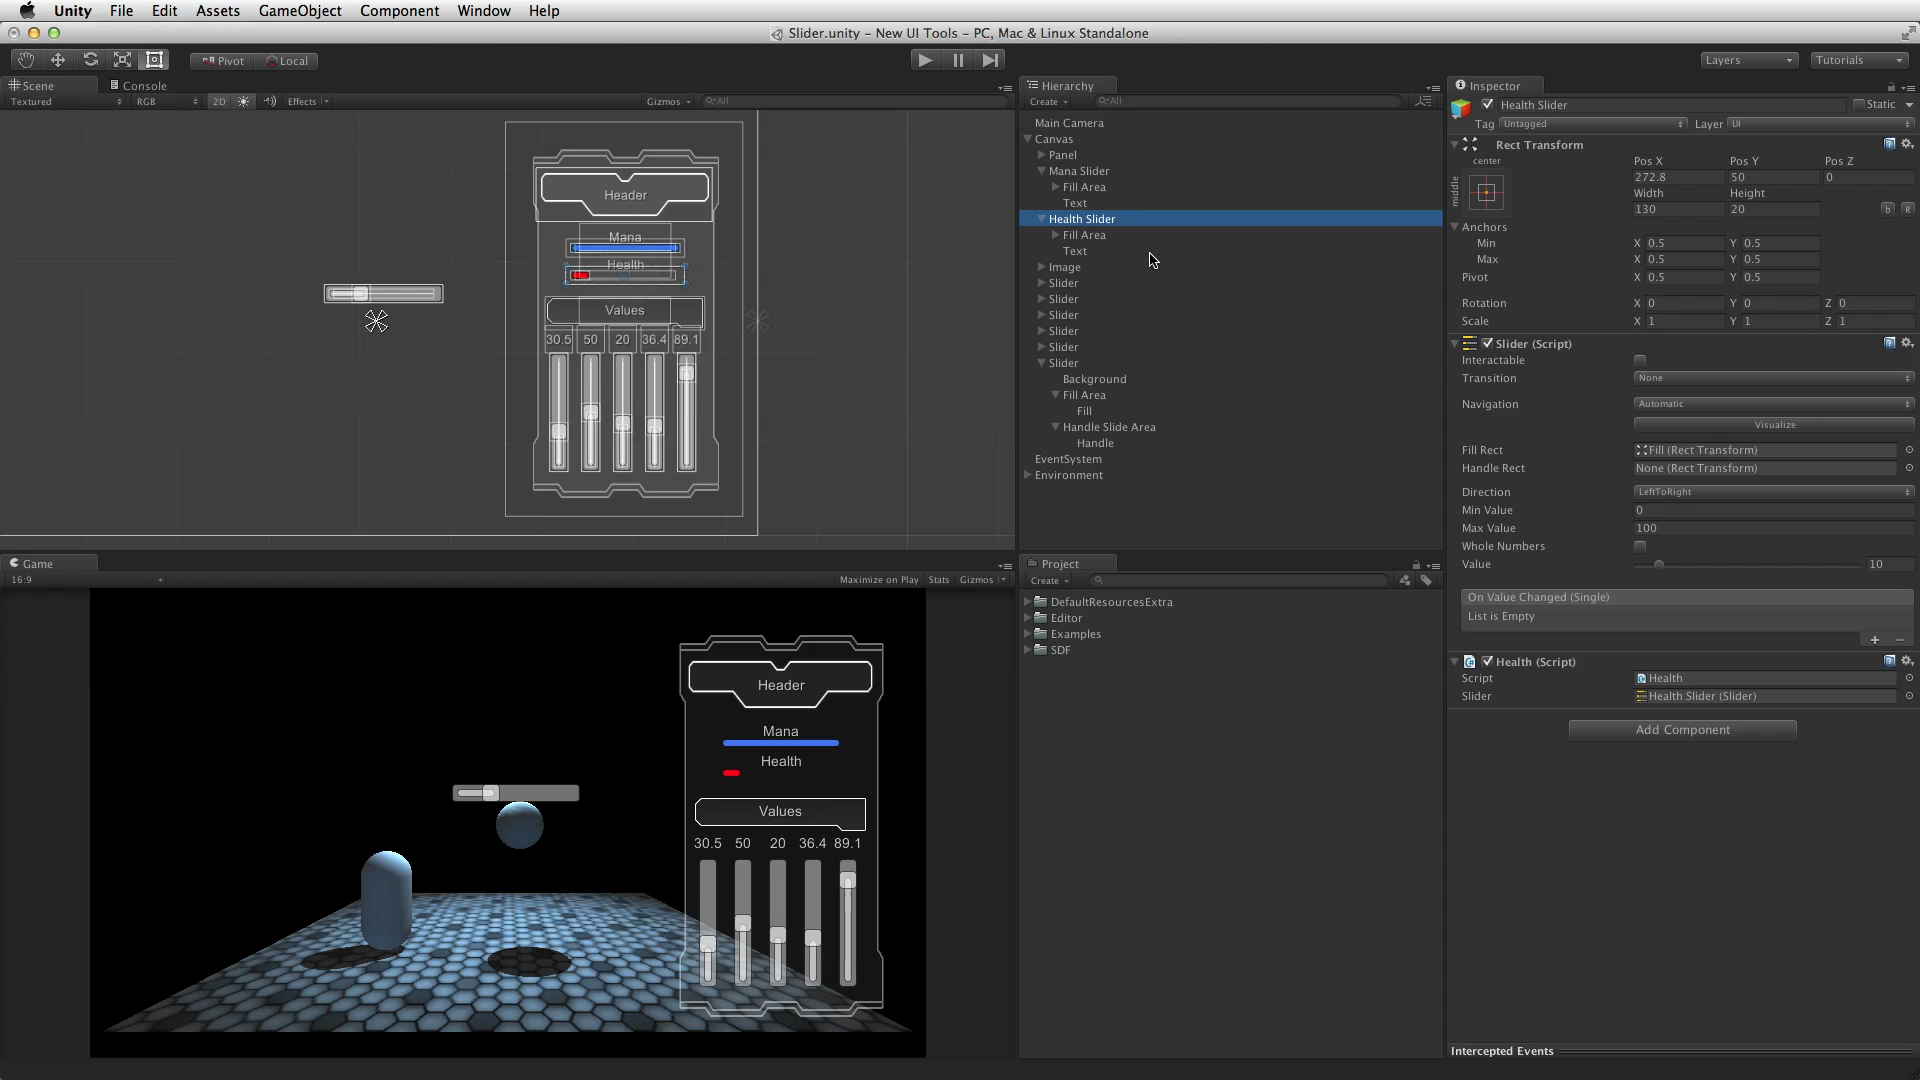 Unity File Edit Assets GameObject Component Window Help
Slider.unity – New UI Tools – PC, Mac & Linux Standalone
Pivot Local Layers Tutorials
Scene Console
Textured RGB 2D Effects Gizmos All
Header
Mana
Health
Values
30.5 50 20 36.4 89.1
Game
16:9 Maximize on Play Stats Gizmos
Header
Mana
Health
Values
30.5 50 20 36.4 89.1
Hierarchy
Create All
Main Camera
Canvas
Panel
Mana Slider
Fill Area
Text
Health Slider
Fill Area
Text
Image
Slider
Slider
Slider
Slider
Slider
Slider
Background
Fill Area
Fill
Handle Slide Area
Handle
EventSystem
Environment
Project
Create
DefaultResourcesExtra
Editor
Examples
SDF
Inspector
Health Slider Static
Tag Untagged Layer UI
Rect Transform
center Pos X Pos Y Pos Z
middle 272.8 50 0
Width Height
130 20 b R
Anchors
Min X 0.5 Y 0.5
Max X 0.5 Y 0.5
Pivot X 0.5 Y 0.5
Rotation X 0 Y 0 Z 0
Scale X 1 Y 1 Z 1
Slider (Script)
Interactable
Transition None
Navigation Automatic
Visualize
Fill Rect Fill (Rect Transform)
Handle Rect None (Rect Transform)
Direction LeftToRight
Min Value 0
Max Value 100
Whole Numbers
Value 10
On Value Changed (Single)
List is Empty
Health (Script)
Script Health
Slider Health Slider (Slider)
Add Component
Intercepted Events